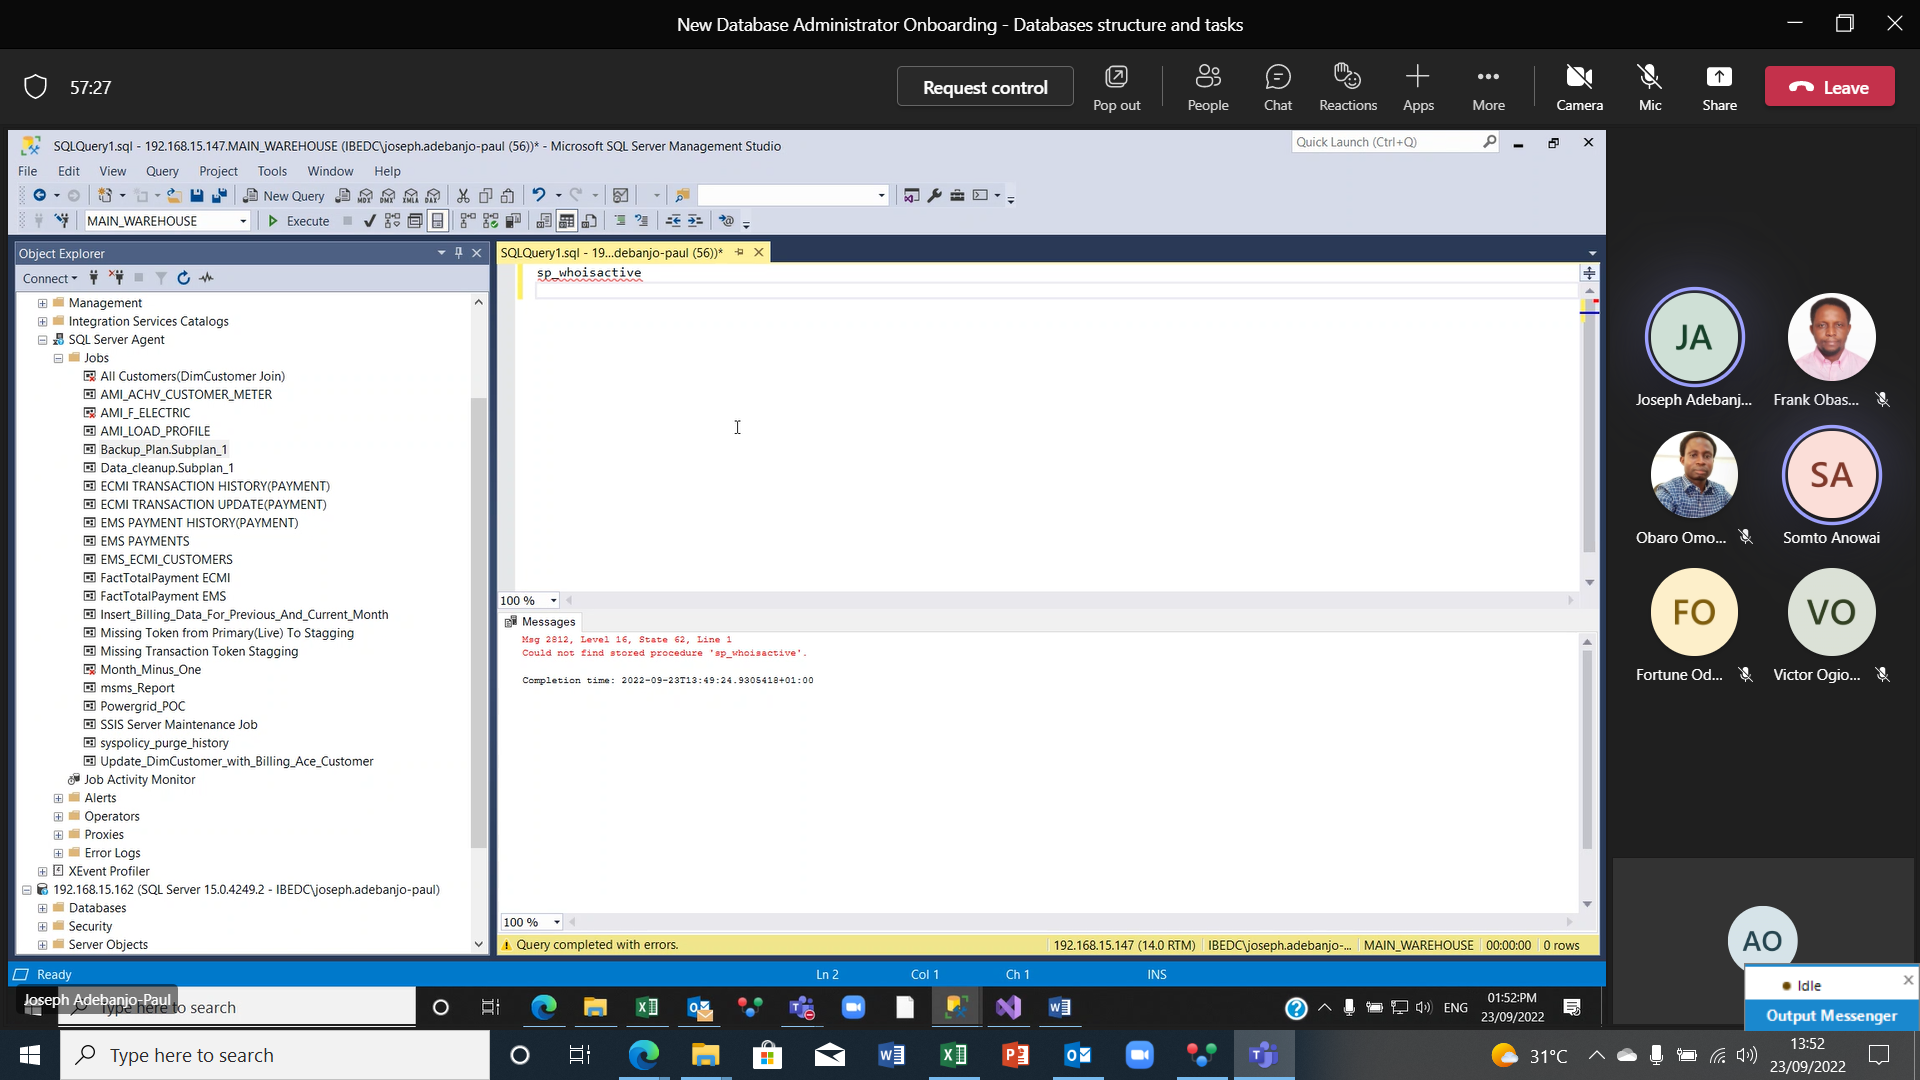 New Database Administrator Onboarding - Databases structure and tasks
57:27
Request control
Pop out
People
Chat
Reactions
Apps
More
Camera
Mic
Share
Leave
SQLQuery1.sql - 192.168.15.147.MAIN_WAREHOUSE (IBEDC\joseph.adebanjo-paul (56))* - Microsoft SQL Server Management Studio
Quick Launch (Ctrl+Q)
File Edit View Query Project Tools Window Help
New Query
MDX DMX XMLA DAX
MAIN_WAREHOUSE
Execute
Object Explorer
SQLQuery1.sql - 19...debanjo-paul (56))*
Connect
sp_whoisactive
Management
Integration Services Catalogs
SQL Server Agent
Jobs
All Customers(DimCustomer Join)
AMI_ACHV_CUSTOMER_METER
AMI_F_ELECTRIC
AMI_LOAD_PROFILE
Backup_Plan.Subplan_1
Data_cleanup.Subplan_1
ECMI TRANSACTION HISTORY(PAYMENT)
ECMI TRANSACTION UPDATE(PAYMENT)
EMS PAYMENT HISTORY(PAYMENT)
EMS PAYMENTS
EMS_ECMI_CUSTOMERS
FactTotalPayment ECMI
FactTotalPayment EMS
Insert_Billing_Data_For_Previous_And_Current_Month
Missing Token from Primary(Live) To Stagging
Missing Transaction Token Stagging
Month_Minus_One
msms_Report
Powergrid_POC
SSIS Server Maintenance Job
syspolicy_purge_history
Update_DimCustomer_with_Billing_Ace_Customer
Job Activity Monitor
Alerts
Operators
Proxies
Error Logs
XEvent Profiler
192.168.15.162 (SQL Server 15.0.4249.2 - IBEDC\joseph.adebanjo-paul)
Databases
Security
Server Objects
100 %
Messages
Msg 2812, Level 16, State 62, Line 1
Could not find stored procedure 'sp_whoisactive'.
Completion time: 2022-09-23T13:49:24.9305418+01:00
100 %
Query completed with errors.
192.168.15.147 (14.0 RTM)
IBEDC\joseph.adebanjo-...
MAIN_WAREHOUSE
00:00:00
0 rows
Ready
Ln 2
Col 1
Ch 1
INS
JA
Joseph Adebanj...
Frank Obas...
Obaro Omo...
SA
Somto Anowai
FO
Fortune Od...
VO
Victor Ogio...
AO
Idle
Output Messenger
Joseph Adebanjo-Paul
Type here to search
ENG
01:52:PM
23/09/2022
Type here to search
31°C
13:52
23/09/2022